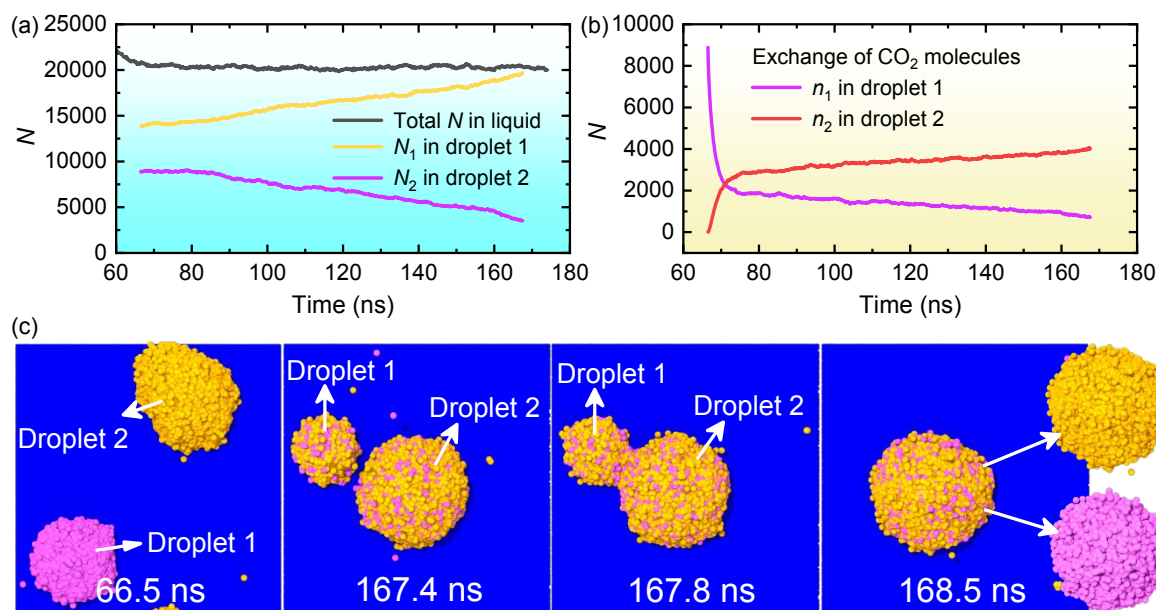 (a)
25000
20000
15000
10000
5000
0
N
60 80 100 120 140 160 180
Time (ns)
Total N in liquid
N₁ in droplet 1
N₂ in droplet 2
(b)
10000
8000
6000
4000
2000
0
N
60 80 100 120 140 160 180
Time (ns)
Exchange of CO₂ molecules
n₁ in droplet 1
n₂ in droplet 2
(c)
Droplet 2
Droplet 1
66.5 ns
Droplet 1
Droplet 2
167.4 ns
Droplet 1
Droplet 2
167.8 ns
168.5 ns